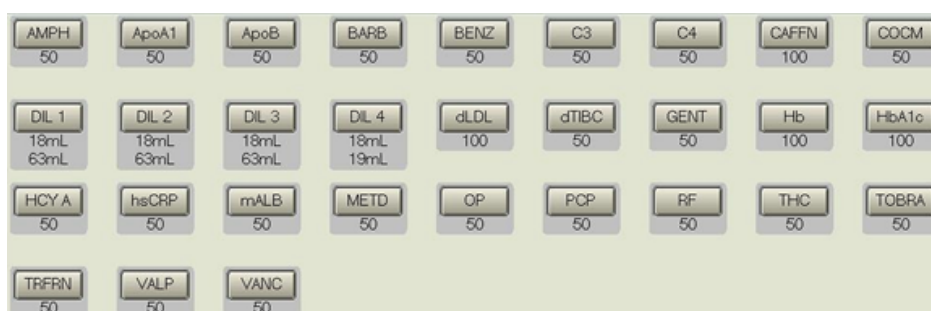 AMPH ApoA1 ApoB BARB BENZ C3 C4 CAFFN COCM
50 50 50 50 50 50 50 100 50
DIL 1 DIL 2 DIL 3 DIL 4 dLDL dTIBC GENT Hb HbA1c
18mL 18mL 18mL 18mL 100 50 50 100 100
63mL 63mL 63mL 19mL
HCY A hsCRP mALB METD OP PCP RF THC TOBRA
50 50 50 50 50 50 50 50 50
TRFRN VALP VANC
50 50 50